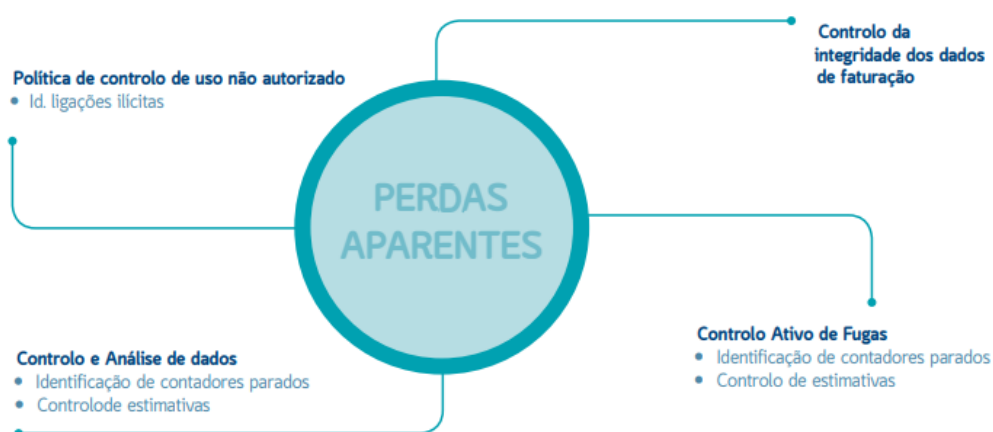 Controlo da
integridade dos dados
de faturação
Política de controlo de uso não autorizado
• Id. ligações ilícitas
PERDAS
APARENTES
Controlo e Análise de dados
• Identificação de contadores parados
• Controlode estimativas
Controlo Ativo de Fugas
• Identificação de contadores parados
• Controlo de estimativas